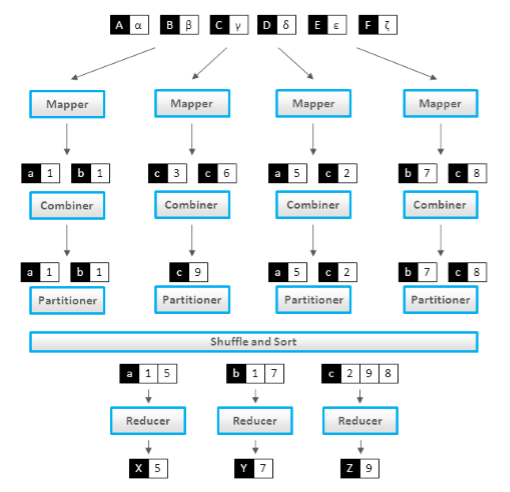 A α B β C γ D δ E ε F ζ
Mapper Mapper Mapper Mapper
a 1 b 1 c 3 c 6 a 5 c 2 b 7 c 8
Combiner Combiner Combiner Combiner
a 1 b 1 c 9 a 5 c 2 b 7 c 8
Partitioner Partitioner Partitioner Partitioner
Shuffle and Sort
a 1 5 b 1 7 c 2 9 8
Reducer Reducer Reducer
X 5 Y 7 Z 9